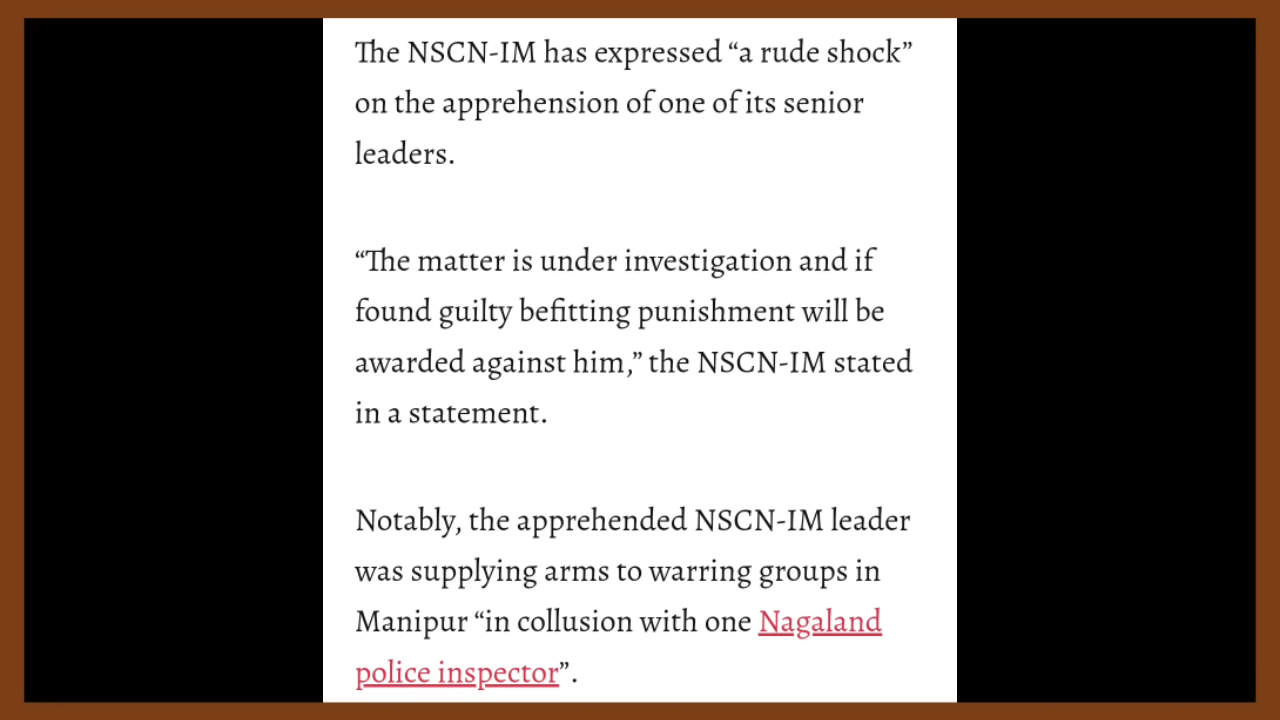 The NSCN-IM has expressed “a rude shock”
on the apprehension of one of its senior
leaders.
“The matter is under investigation and if
found guilty befitting punishment will be
awarded against him,” the NSCN-IM stated
in a statement.
Notably, the apprehended NSCN-IM leader
was supplying arms to warring groups in
Manipur “in collusion with one Nagaland
police inspector”.